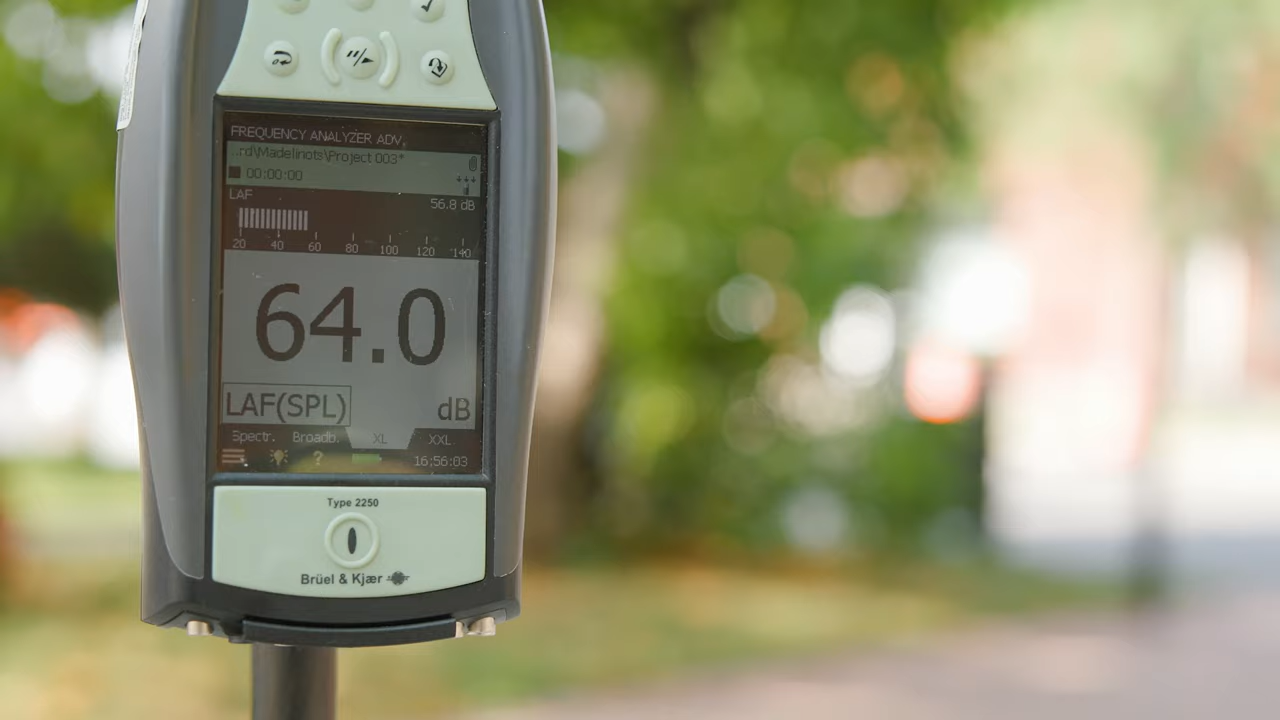 FREQUENCY ANALYZER ADV.
...rd\Madelinots\Project 003*
00:00:00
LAF
56.8 dB
20 40 60 80 100 120 140
64.0
LAF(SPL) dB
Spectr. Broadb. XL XXL
? 16:56:03
Type 2250
Brüel & Kjær